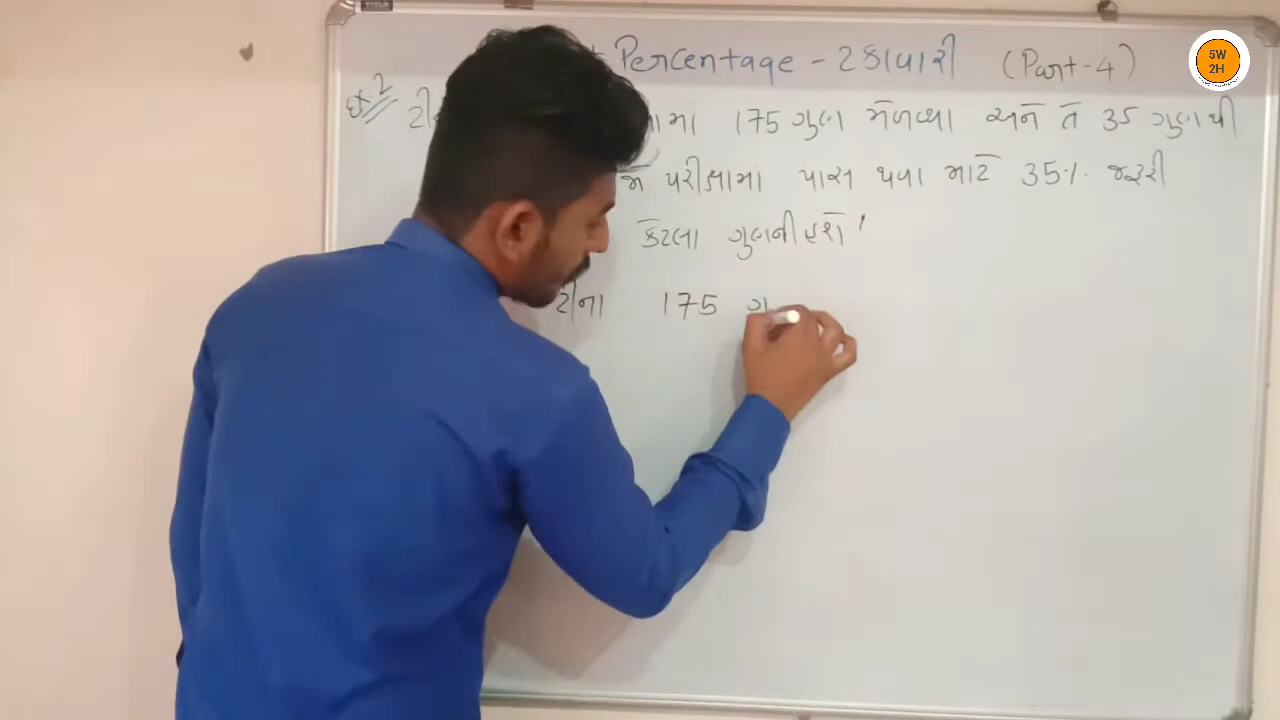 Percentage - ટકાવારી (Part-4)
Ex.2 175 ગુણ મેળવ્યા અને તે 35 ગુણથી
પરીક્ષામાં પાસ થવા માટે 35% જરૂરી
કેટલા ગુણની હશે
ટીના 175 ગુ
5W
2H